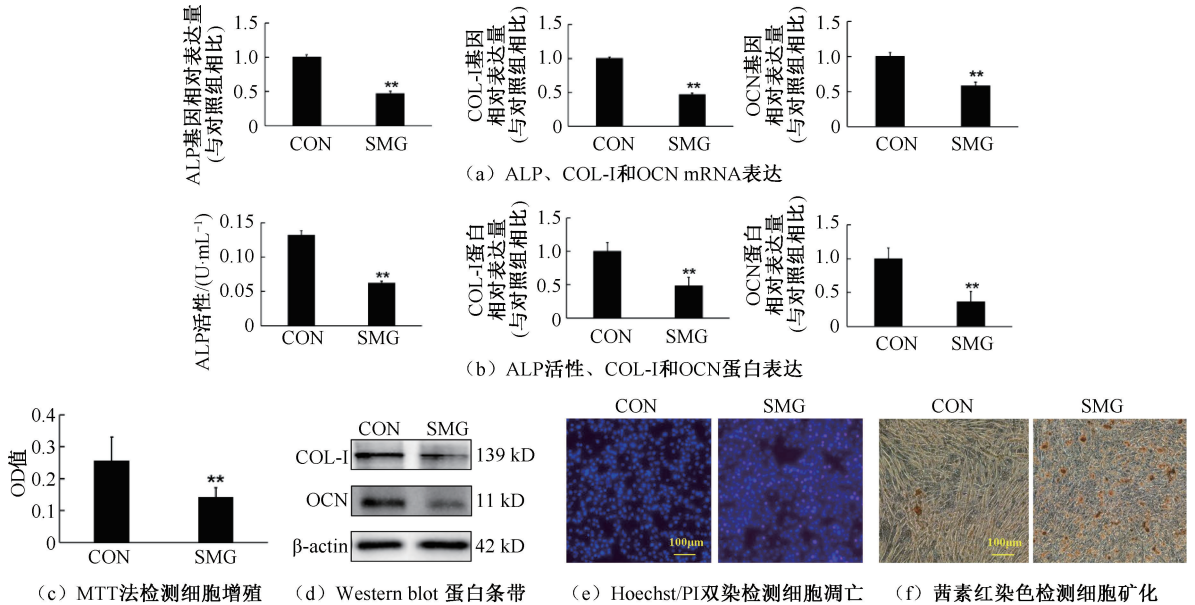 ALP基因相对表达量
(与对照组相比)
1.5
1.0
0.5
0
**
CON SMG
COL-I基因
相对表达量
(与对照组相比)
1.5
1.0
0.5
0
**
CON SMG
OCN基因
相对表达量
(与对照组相比)
1.5
1.0
0.5
0
**
CON SMG
（a）ALP、COL-I和OCN mRNA表达
ALP活性/(U·mL⁻¹)
0.15
0.10
0.05
0
**
CON SMG
COL-I蛋白
相对表达量
(与对照组相比)
1.5
1.0
0.5
0
**
CON SMG
OCN蛋白
相对表达量
(与对照组相比)
1.5
1.0
0.5
0
**
CON SMG
（b）ALP活性、COL-I和OCN蛋白表达
OD值
0.4
0.3
0.2
0.1
0
**
CON SMG
（c）MTT法检测细胞增殖
CON SMG
COL-I 139 kD
OCN 11 kD
β-actin 42 kD
（d）Western blot 蛋白条带
CON SMG
100μm
100μm
（e）Hoechst/PI双染检测细胞凋亡
CON SMG
100μm
100μm
（f）茜素红染色检测细胞矿化